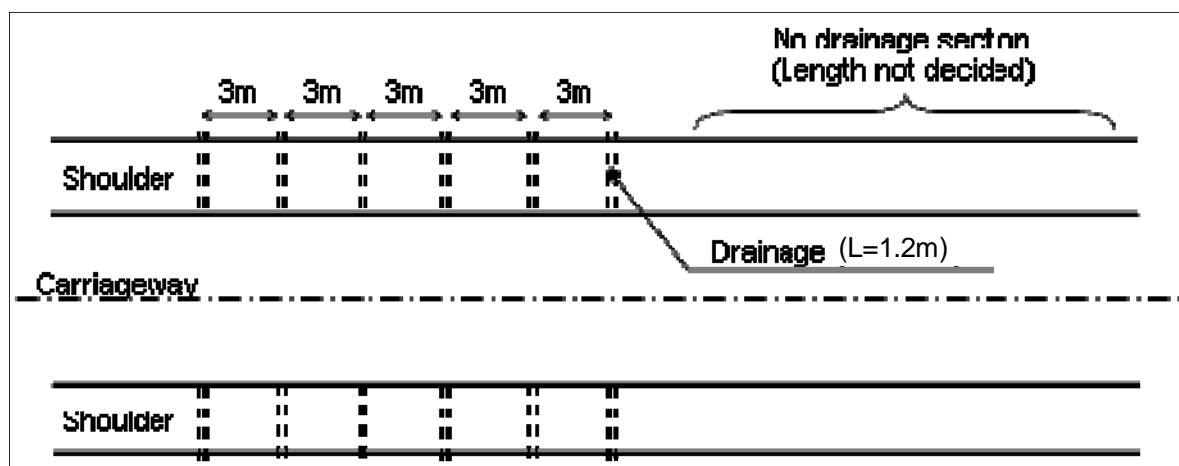 No drainage section
(Length not decided)
3m 3m 3m 3m 3m
Shoulder
Drainage (L=1.2m)
Carriageway
Shoulder